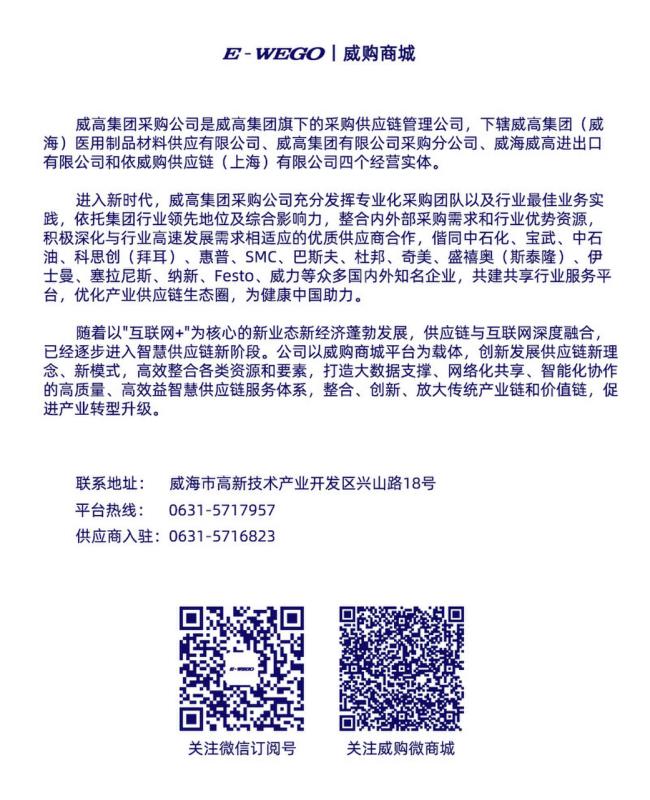 E-WEGO | 威购商城
威高集团采购公司是威高集团旗下的采购供应链管理公司，下辖威高集团（威
海）医用制品材料供应有限公司、威高集团有限公司采购分公司、威海威高进出口
有限公司和依威购供应链（上海）有限公司四个经营实体。
进入新时代，威高集团采购公司充分发挥专业化采购团队以及行业最佳业务实
践，依托集团行业领先地位及综合影响力，整合内外部采购需求和行业优势资源，
积极深化与行业高速发展需求相适应的优质供应商合作，偕同中石化、宝武、中石
油、科思创（拜耳）、惠普、SMC、巴斯夫、杜邦、奇美、盛禧奥（斯泰隆）、伊
士曼、塞拉尼斯、纳新、Festo、威力等众多国内外知名企业，共建共享行业服务平
台，优化产业供应链生态圈，为健康中国助力。
随着以"互联网+"为核心的新业态新经济蓬勃发展，供应链与互联网深度融合，
已经逐步进入智慧供应链新阶段。公司以威购商城平台为载体，创新发展供应链新理
念、新模式，高效整合各类资源和要素，打造大数据支撑、网络化共享、智能化协作
的高质量、高效益智慧供应链服务体系，整合、创新、放大传统产业链和价值链，促
进产业转型升级。
联系地址： 威海市高新技术产业开发区兴山路18号
平台热线： 0631-5717957
供应商入驻：0631-5716823
E-WEGO
关注微信订阅号 关注威购微商城